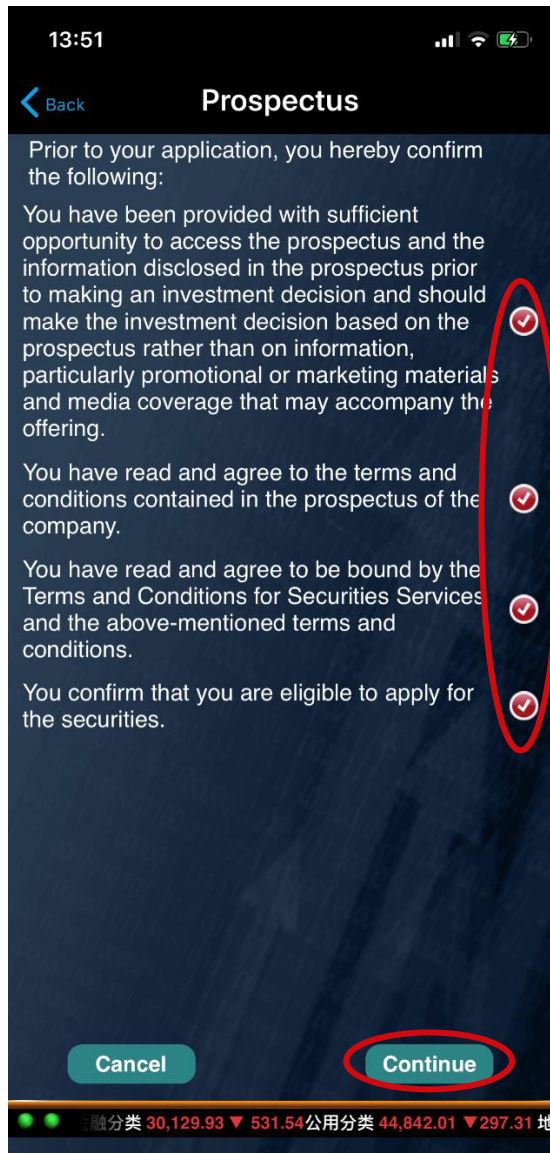 13:51
Back
Prospectus
Prior to your application, you hereby confirm
the following:
You have been provided with sufficient
opportunity to access the prospectus and the
information disclosed in the prospectus prior
to making an investment decision and should
make the investment decision based on the
prospectus rather than on information,
particularly promotional or marketing materials
and media coverage that may accompany the
offering.
You have read and agree to the terms and
conditions contained in the prospectus of the
company.
You have read and agree to be bound by the
Terms and Conditions for Securities Services
and the above-mentioned terms and
conditions.
You confirm that you are eligible to apply for
the securities.
Cancel
Continue
融分类 30,129.93 ▼ 531.54公用分类 44,842.01 ▼297.31 地